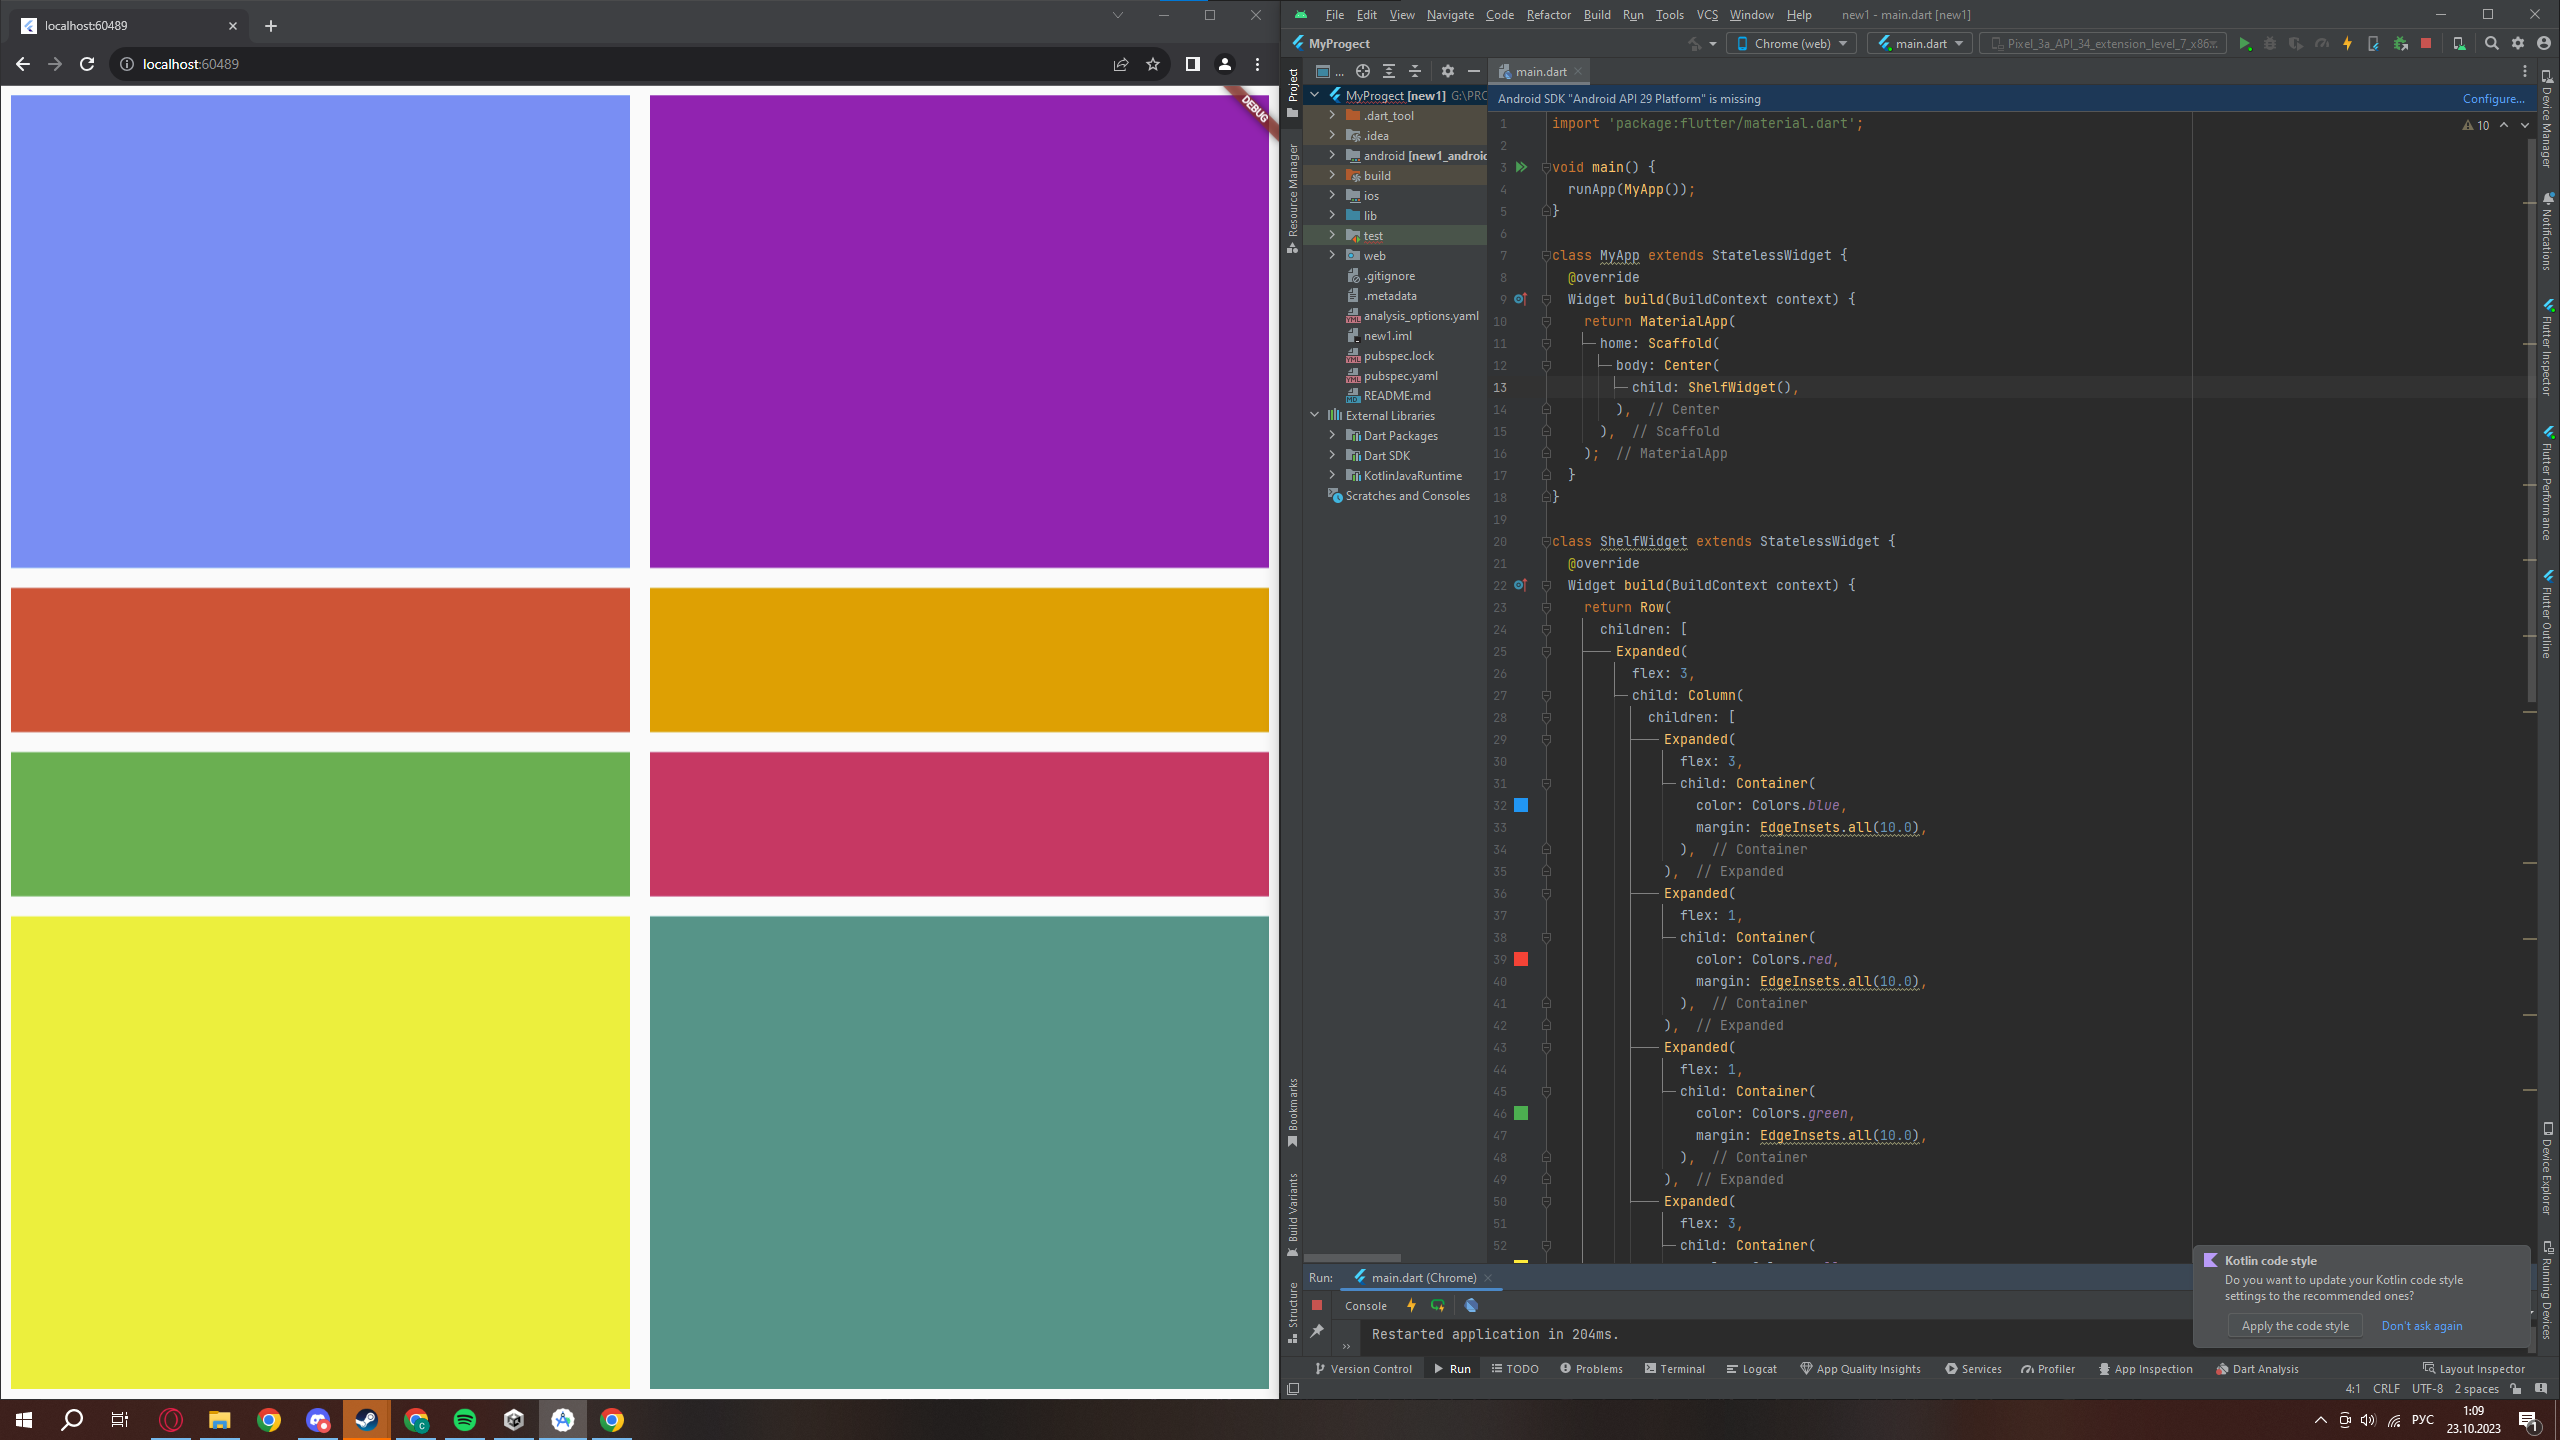 localhost:60489
localhost:60489
DEBUG
File Edit View Navigate Code Refactor Build Run Tools VCS Window Help new1 - main.dart [new1]
MyProgect
Chrome (web) main.dart Pixel_3a_API_34_extension_level_7_x86...
Project
Resource Manager
Bookmarks
Build Variants
Structure
...
MyProgect [new1] G:\PRO
.dart_tool
.idea
android [new1_android
build
ios
lib
test
web
.gitignore
.metadata
analysis_options.yaml
new1.iml
pubspec.lock
pubspec.yaml
README.md
External Libraries
Dart Packages
Dart SDK
KotlinJavaRuntime
Scratches and Consoles
main.dart
Android SDK "Android API 29 Platform" is missing Configure...
10
1 import 'package:flutter/material.dart';
2
3 void main() {
4 runApp(MyApp());
5 }
6
7 class MyApp extends StatelessWidget {
8 @override
9 Widget build(BuildContext context) {
10 return MaterialApp(
11 home: Scaffold(
12 body: Center(
13 child: ShelfWidget(),
14 ), // Center
15 ), // Scaffold
16 ); // MaterialApp
17 }
18 }
19
20 class ShelfWidget extends StatelessWidget {
21 @override
22 Widget build(BuildContext context) {
23 return Row(
24 children: [
25 Expanded(
26 flex: 3,
27 child: Column(
28 children: [
29 Expanded(
30 flex: 3,
31 child: Container(
32 color: Colors.blue,
33 margin: EdgeInsets.all(10.0),
34 ), // Container
35 ), // Expanded
36 Expanded(
37 flex: 1,
38 child: Container(
39 color: Colors.red,
40 margin: EdgeInsets.all(10.0),
41 ), // Container
42 ), // Expanded
43 Expanded(
44 flex: 1,
45 child: Container(
46 color: Colors.green,
47 margin: EdgeInsets.all(10.0),
48 ), // Container
49 ), // Expanded
50 Expanded(
51 flex: 3,
52 child: Container(
Device Manager
Notifications
Flutter Inspector
Flutter Performance
Flutter Outline
Device Explorer
Running Devices
Kotlin code style
Do you want to update your Kotlin code style
settings to the recommended ones?
Apply the code style Don't ask again
Run: main.dart (Chrome)
Console
Restarted application in 204ms.
Version Control Run TODO Problems Terminal Logcat App Quality Insights Services Profiler App Inspection Dart Analysis Layout Inspector
4:1 CRLF UTF-8 2 spaces
РУС
1:09
23.10.2023
1